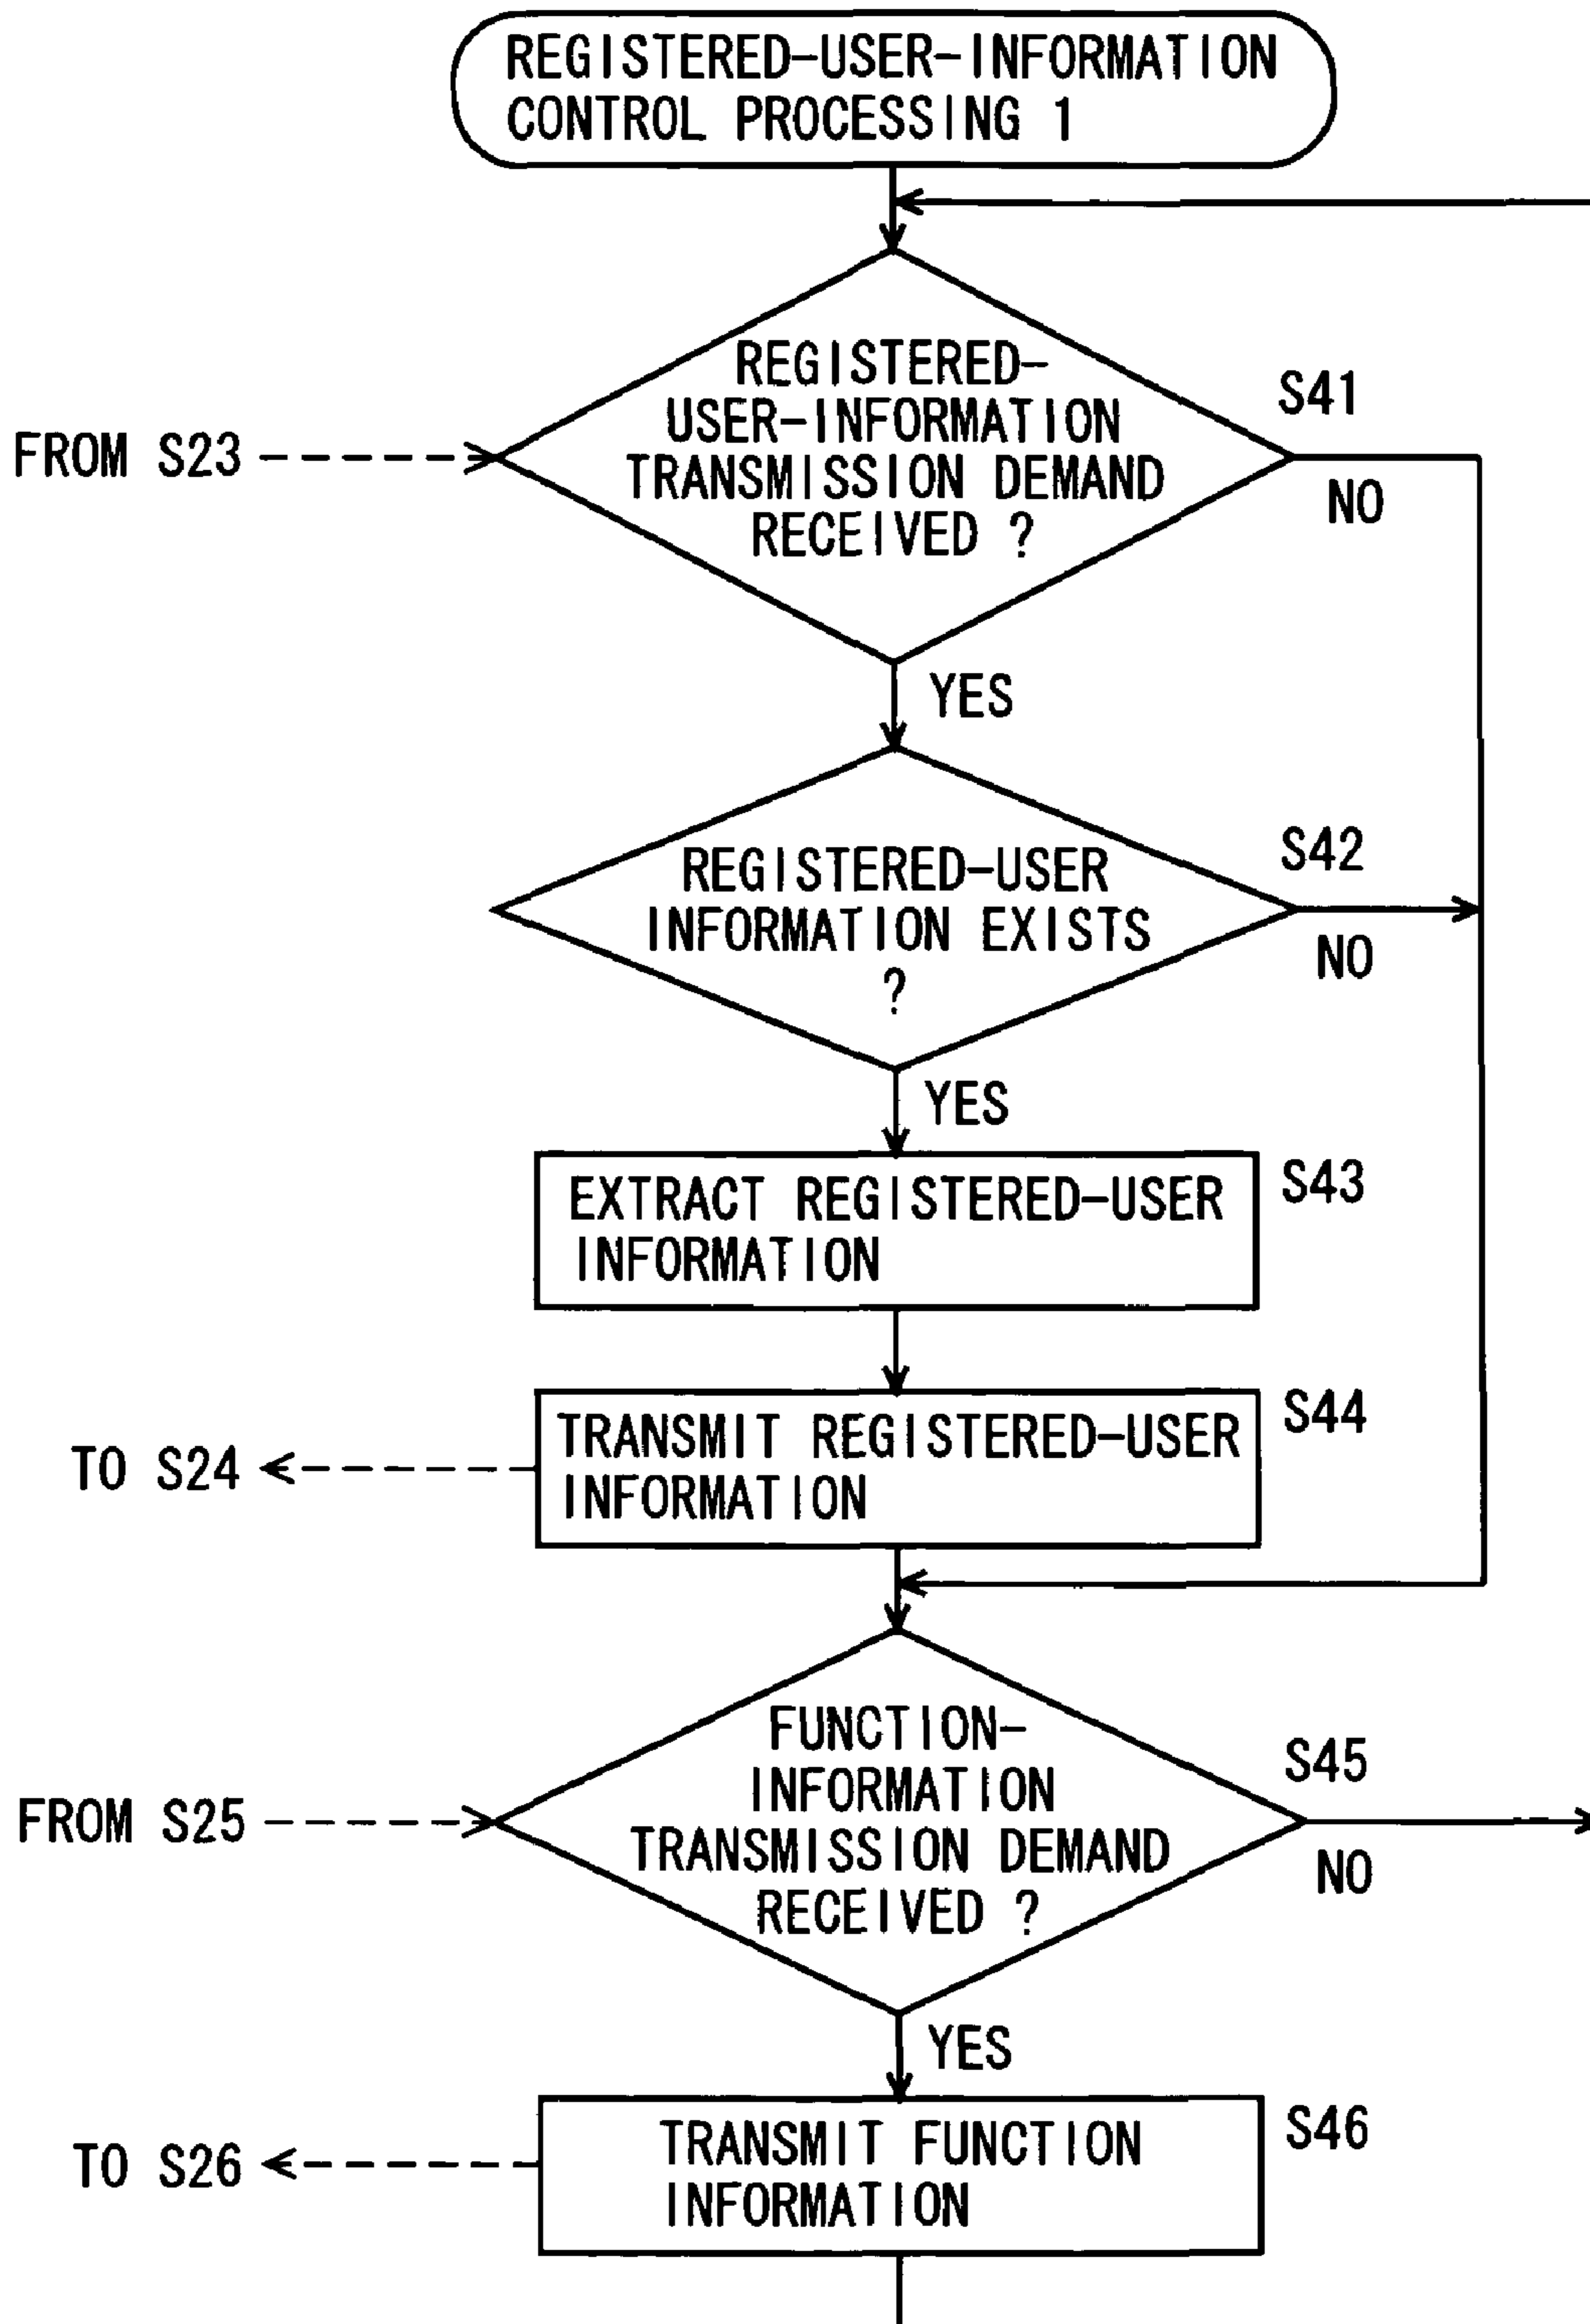 REGISTERED-USER-INFORMATION
CONTROL PROCESSING 1
REGISTERED-
USER-INFORMATION
TRANSMISSION DEMAND
RECEIVED ?
S41
FROM S23
NO
YES
REGISTERED-USER
INFORMATION EXISTS
?
S42
NO
YES
EXTRACT REGISTERED-USER
INFORMATION
S43
TRANSMIT REGISTERED-USER
INFORMATION
S44
TO S24
FUNCTION-
INFORMATION
TRANSMISSION DEMAND
RECEIVED ?
S45
FROM S25
NO
YES
TRANSMIT FUNCTION
INFORMATION
S46
TO S26